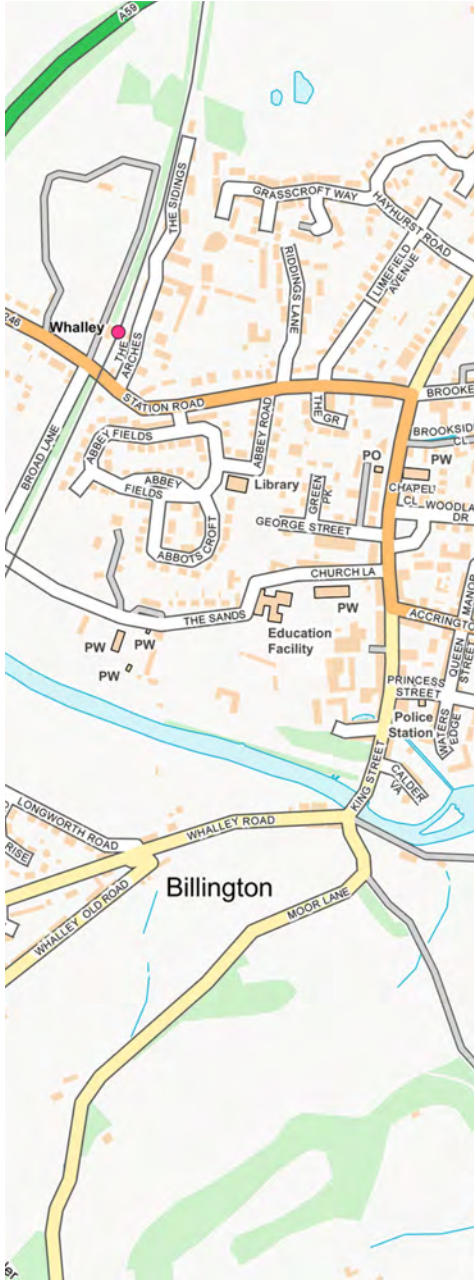 A59
THE SIDINGS
GRASSCROFT WAY
HAYHURST ROAD
RIDDINGS LANE
LIMEFIELD
AVENUE
Whalley
246
THE
ARCHES
STATION ROAD
BROAD LANE
THE
GR
BROOKE
BROOKSID
CL
ABBEY FIELDS
ABBEY ROAD
PO
PW
ABBEY
FIELDS
Library
GREEN
PK
CHAPEL
CL
WOODLA
DR
GEORGE STREET
ABBOTS CROFT
CHURCH LA
MANO
THE SANDS
PW
ACCRINGTO
Education
Facility
PW
PW
PW
QUEEN
STREET
PRINCESS
STREET
Police
Station
WATERS
EDGE
CALDER
VA
KING STREET
LONGWORTH ROAD
WHALLEY ROAD
RISE
Billington
WHALLEY OLD ROAD
MOOR LANE